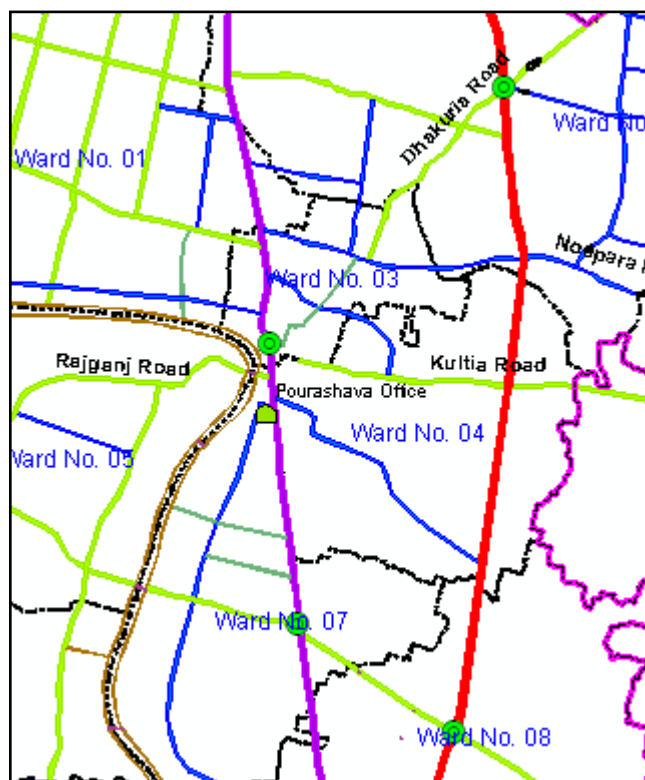 Dhakuria Road
Ward No.
Ward No. 01
Noapara
Ward No. 03
Rajganj Road
Kultia Road
Pourashava Office
Ward No. 04
Ward No. 05
Ward No. 07
Ward No. 08